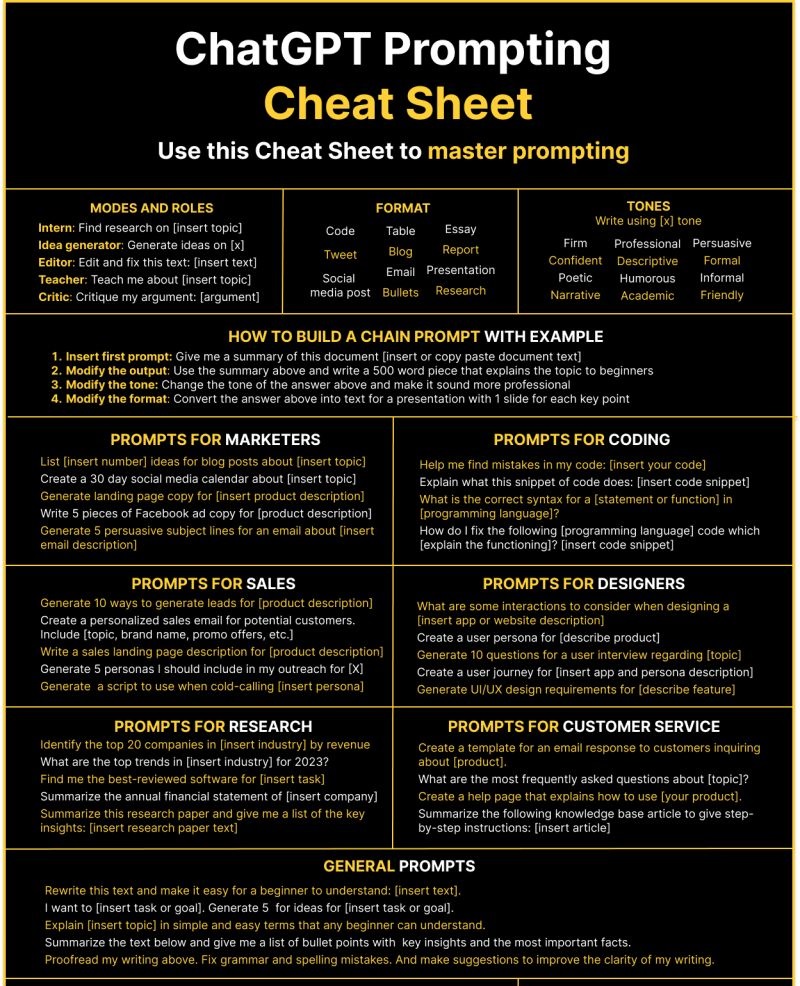 ChatGPT Prompting
Cheat Sheet
Use this Cheat Sheet to master prompting
MODES AND ROLES
Intern: Find research on [insert topic]
Idea generator: Generate ideas on [x]
Editor: Edit and fix this text: [insert text]
Teacher: Teach me about [insert topic]
Critic: Critique my argument: [argument]
FORMAT
Code Table Essay
Tweet Blog Report
Social media post Email Presentation
Bullets Research
TONES
Write using [x] tone
Firm Professional Persuasive
Confident Descriptive Formal
Poetic Humorous Informal
Narrative Academic Friendly
HOW TO BUILD A CHAIN PROMPT WITH EXAMPLE
1. Insert first prompt: Give me a summary of this document [insert or copy paste document text]
2. Modify the output: Use the summary above and write a 500 word piece that explains the topic to beginners
3. Modify the tone: Change the tone of the answer above and make it sound more professional
4. Modify the format: Convert the answer above into text for a presentation with 1 slide for each key point
PROMPTS FOR MARKETERS
List [insert number] ideas for blog posts about [insert topic]
Create a 30 day social media calendar about [insert topic]
Generate landing page copy for [insert product description]
Write 5 pieces of Facebook ad copy for [product description]
Generate 5 persuasive subject lines for an email about [insert
email description]
PROMPTS FOR CODING
Help me find mistakes in my code: [insert your code]
Explain what this snippet of code does: [insert code snippet]
What is the correct syntax for a [statement or function] in
[programming language]?
How do I fix the following [programming language] code which
[explain the functioning]? [insert code snippet]
PROMPTS FOR SALES
Generate 10 ways to generate leads for [product description]
Create a personalized sales email for potential customers.
Include [topic, brand name, promo offers, etc.]
Write a sales landing page description for [product description]
Generate 5 personas I should include in my outreach for [X]
Generate a script to use when cold-calling [insert persona]
PROMPTS FOR DESIGNERS
What are some interactions to consider when designing a
[insert app or website description]
Create a user persona for [describe product]
Generate 10 questions for a user interview regarding [topic]
Create a user journey for [insert app and persona description]
Generate UI/UX design requirements for [describe feature]
PROMPTS FOR RESEARCH
Identify the top 20 companies in [insert industry] by revenue
What are the top trends in [insert industry] for 2023?
Find me the best-reviewed software for [insert task]
Summarize the annual financial statement of [insert company]
Summarize this research paper and give me a list of the key
insights: [insert research paper text]
PROMPTS FOR CUSTOMER SERVICE
Create a template for an email response to customers inquiring
about [product].
What are the most frequently asked questions about [topic]?
Create a help page that explains how to use [your product].
Summarize the following knowledge base article to give step-
by-step instructions: [insert article]
GENERAL PROMPTS
Rewrite this text and make it easy for a beginner to understand: [insert text].
I want to [insert task or goal]. Generate 5 for ideas for [insert task or goal].
Explain [insert topic] in simple and easy terms that any beginner can understand.
Summarize the text below and give me a list of bullet points with key insights and the most important facts.
Proofread my writing above. Fix grammar and spelling mistakes. And make suggestions to improve the clarity of my writing.